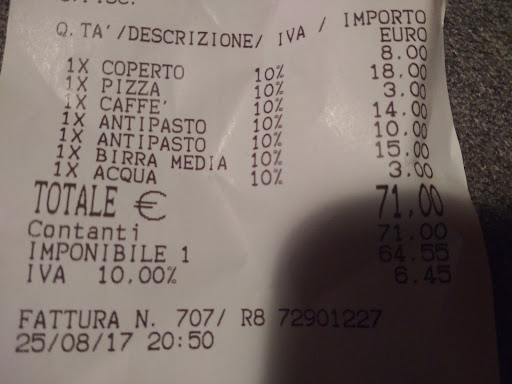 Q.TA'/DESCRIZIONE/ IVA / IMPORTO
EURO
1X COPERTO 10% 8.00
1X PIZZA 10% 18.00
1X CAFFE' 10% 3.00
1X ANTIPASTO 10% 14.00
1X ANTIPASTO 10% 10.00
1X BIRRA MEDIA 10% 15.00
1X ACQUA 10% 3.00
TOTALE € 71,00
Contanti 71.00
IMPONIBILE 1 64.55
IVA 10,00% 6.45
FATTURA N. 707/ R8 72901227
25/08/17 20:50